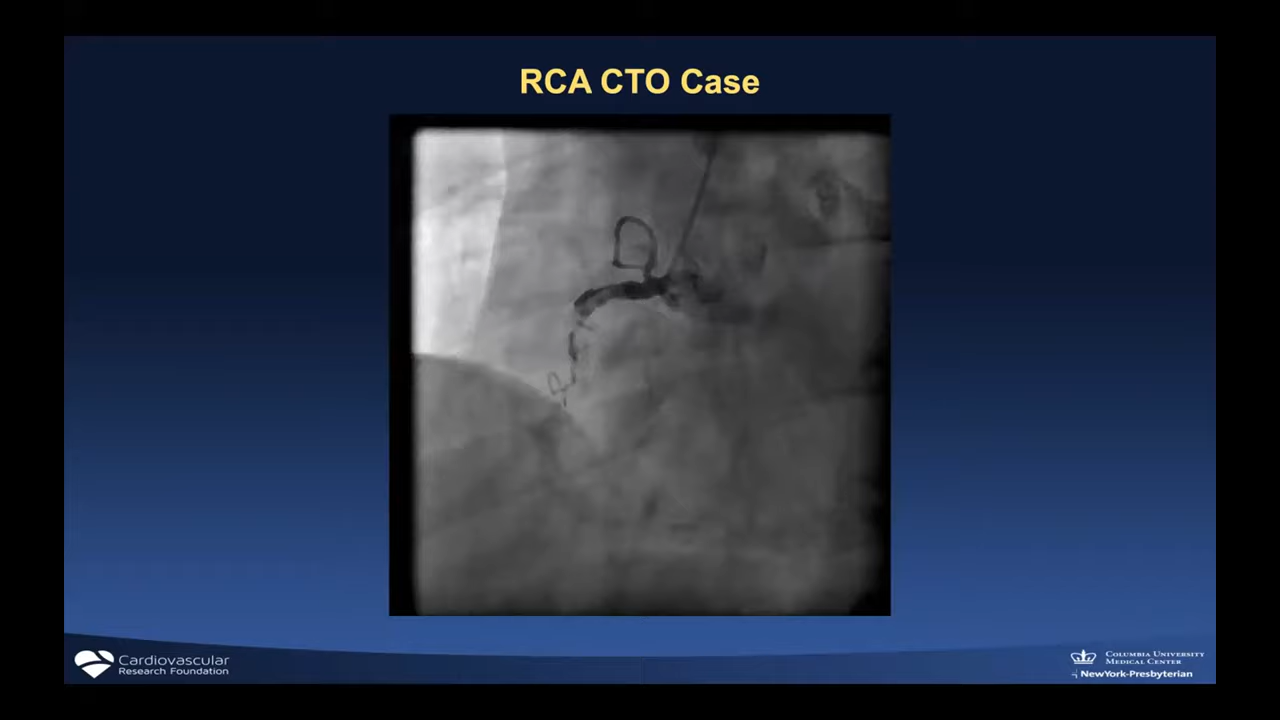 RCA CTO Case
Cardiovascular
Research Foundation
COLUMBIA UNIVERSITY
MEDICAL CENTER
NewYork-Presbyterian